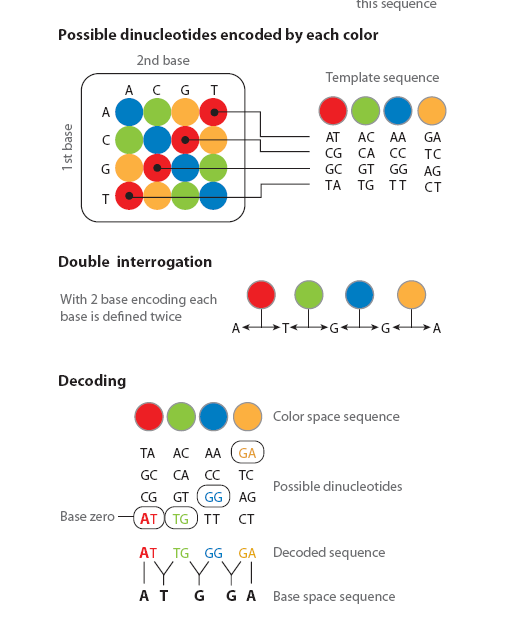 this sequence
Possible dinucleotides encoded by each color
2nd base
Template sequence
A C G T
1st base
A
C
G
T
AT AC AA GA
CG CA CC TC
GC GT GG AG
TA TG TT CT
Double interrogation
With 2 base encoding each
base is defined twice
A T G G A
Decoding
Color space sequence
TA AC AA GA
GC CA CC TC
Possible dinucleotides
CG GT GG AG
Base zero
AT TG TT CT
AT TG GG GA Decoded sequence
A T G G A Base space sequence